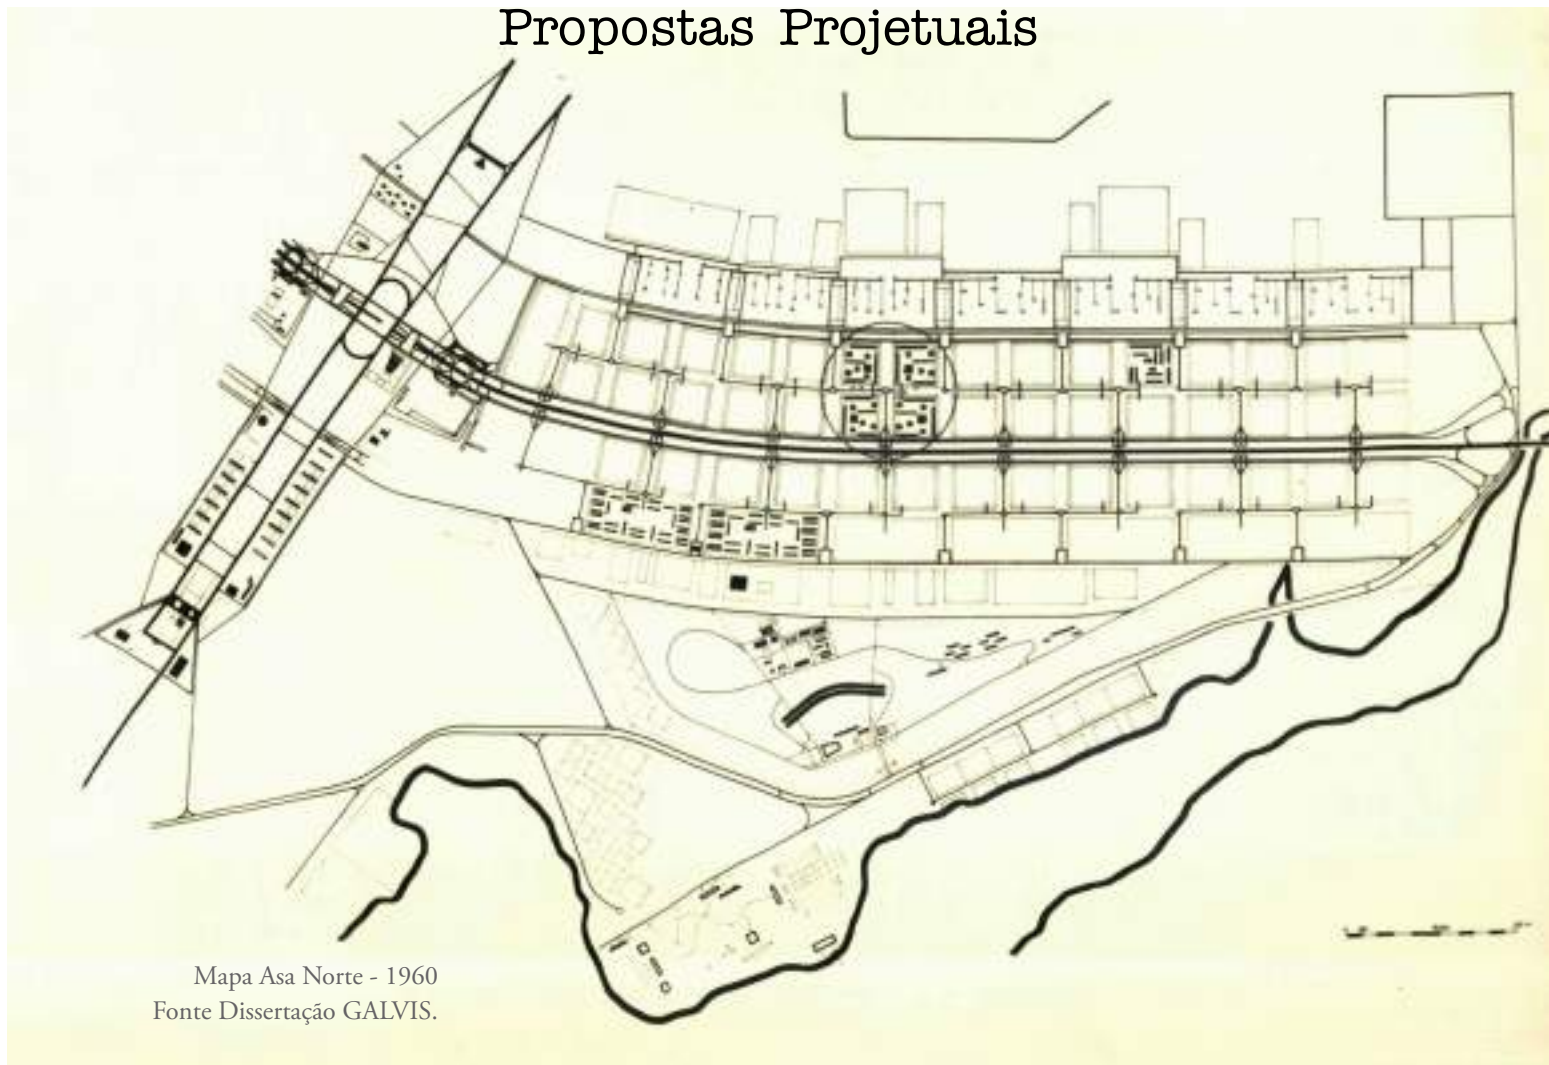 Propostas Projetuais
Mapa Asa Norte - 1960
Fonte Dissertação GALVIS.